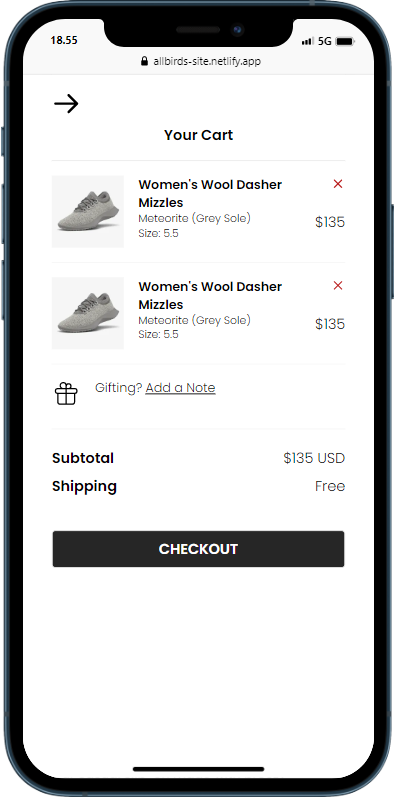 18.55
5G
allbirds-site.netlify.app
Your Cart
Women's Wool Dasher
Mizzles
Meteorite (Grey Sole)
Size: 5.5
$135
Women's Wool Dasher
Mizzles
Meteorite (Grey Sole)
Size: 5.5
$135
Gifting? Add a Note
Subtotal $135 USD
Shipping Free
CHECKOUT